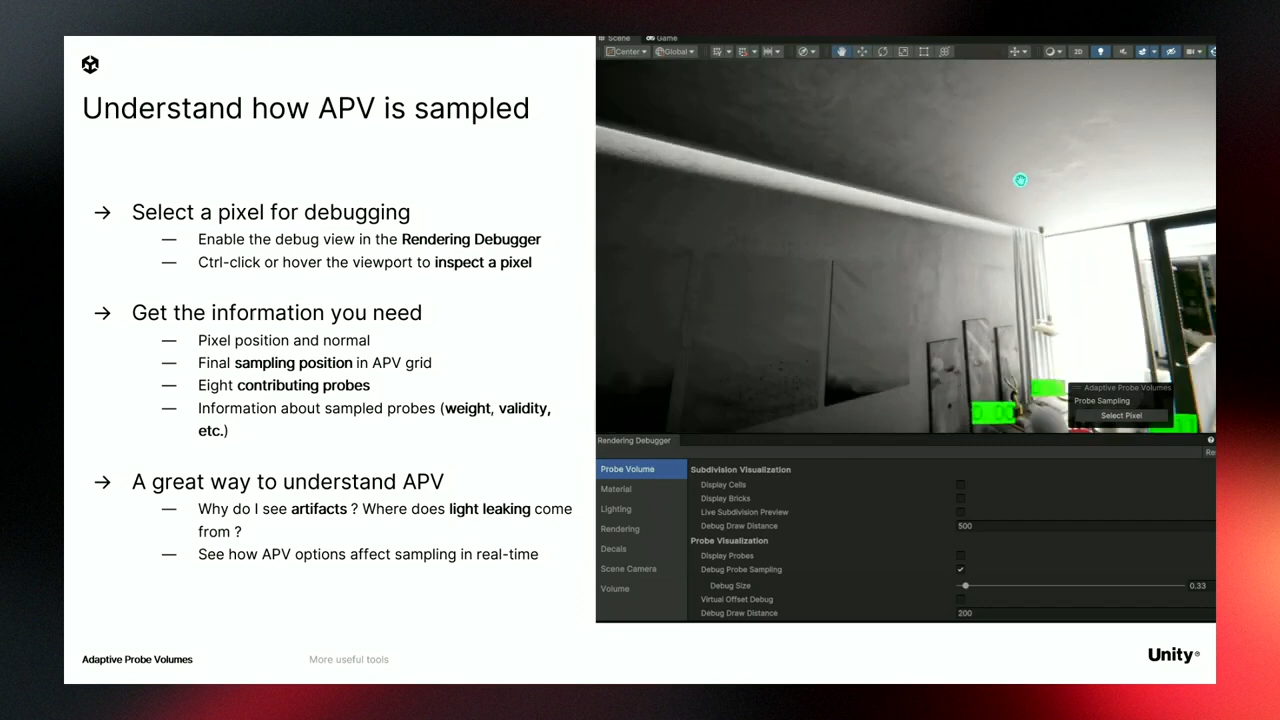 Understand how APV is sampled
→ Select a pixel for debugging
— Enable the debug view in the Rendering Debugger
— Ctrl-click or hover the viewport to inspect a pixel
→ Get the information you need
— Pixel position and normal
— Final sampling position in APV grid
— Eight contributing probes
— Information about sampled probes (weight, validity,
etc.)
→ A great way to understand APV
— Why do I see artifacts ? Where does light leaking come
from ?
— See how APV options affect sampling in real-time
Adaptive Probe Volumes
More useful tools
Unity
Scene
Game
Center
Global
2D
Adaptive Probe Volumes
Probe Sampling
Select Pixel
Rendering Debugger
Re
Probe Volume
Material
Lighting
Rendering
Decals
Scene Camera
Volume
Subdivision Visualization
Display Cells
Display Bricks
Live Subdivision Preview
Debug Draw Distance
500
Probe Visualization
Display Probes
Debug Probe Sampling
Debug Size
0.33
Virtual Offset Debug
Debug Draw Distance
200